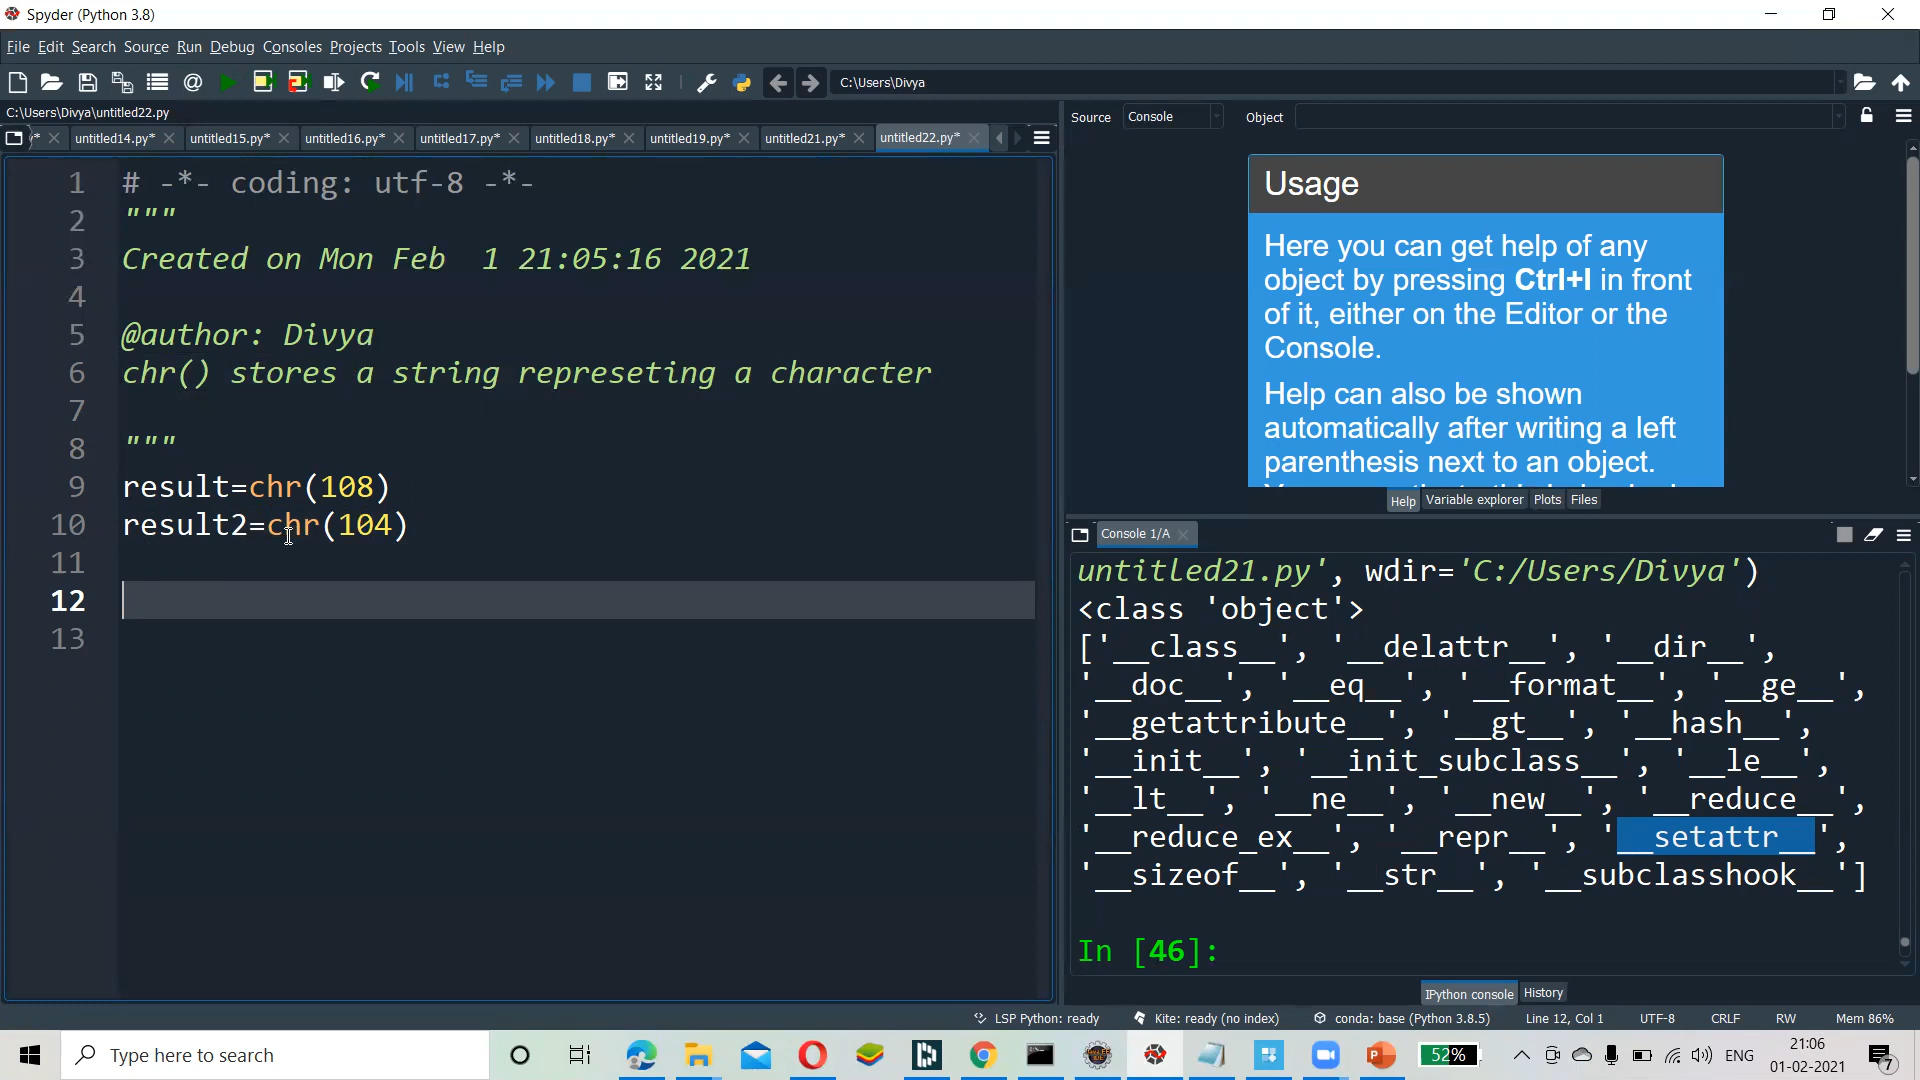 Spyder (Python 3.8)
File Edit Search Source Run Debug Consoles Projects Tools View Help
C:\Users\Divya
C:\Users\Divya\untitled22.py
untitled14.py* untitled15.py* untitled16.py* untitled17.py* untitled18.py* untitled19.py* untitled21.py* untitled22.py*
1 # -*- coding: utf-8 -*-
2 """
3 Created on Mon Feb  1 21:05:16 2021
4
5 @author: Divya
6 chr() stores a string represeting a character
7
8 """
9 result=chr(108)
10 result2=chr(104)
11
12
13
Source Console Object
Usage
Here you can get help of any
object by pressing Ctrl+I in front
of it, either on the Editor or the
Console.
Help can also be shown
automatically after writing a left
parenthesis next to an object.
Help Variable explorer Plots Files
Console 1/A
untitled21.py', wdir='C:/Users/Divya')
<class 'object'>
['__class__', '__delattr__', '__dir__',
'__doc__', '__eq__', '__format__', '__ge__',
'__getattribute__', '__gt__', '__hash__',
'__init__', '__init_subclass__', '__le__',
'__lt__', '__ne__', '__new__', '__reduce__',
'__reduce_ex__', '__repr__', '__setattr__',
'__sizeof__', '__str__', '__subclasshook__']
In [46]:
IPython console History
LSP Python: ready Kite: ready (no index) conda: base (Python 3.8.5) Line 12, Col 1 UTF-8 CRLF RW Mem 86%
Type here to search
52%
ENG
21:06
01-02-2021
7